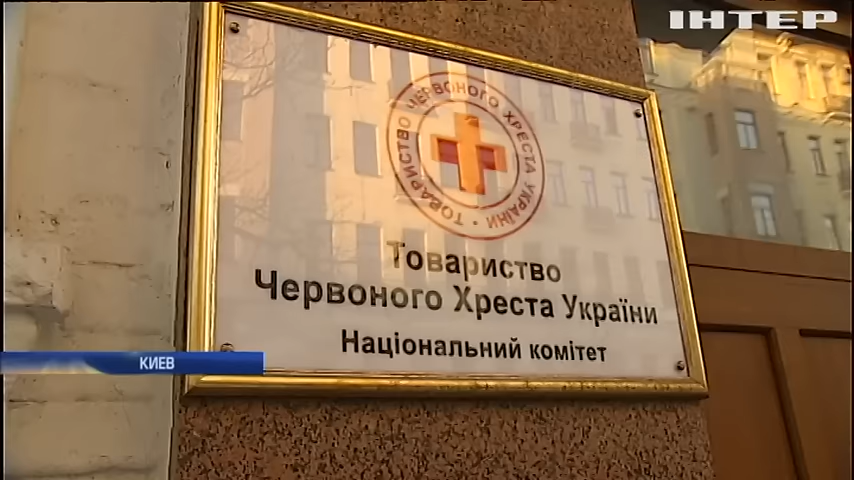 ІНТЕР
ТОВАРИСТВО ЧЕРВОНОГО ХРЕСТА УКРАЇНИ
Товариство
Червоного Хреста України
Національний комітет
КИЕВ